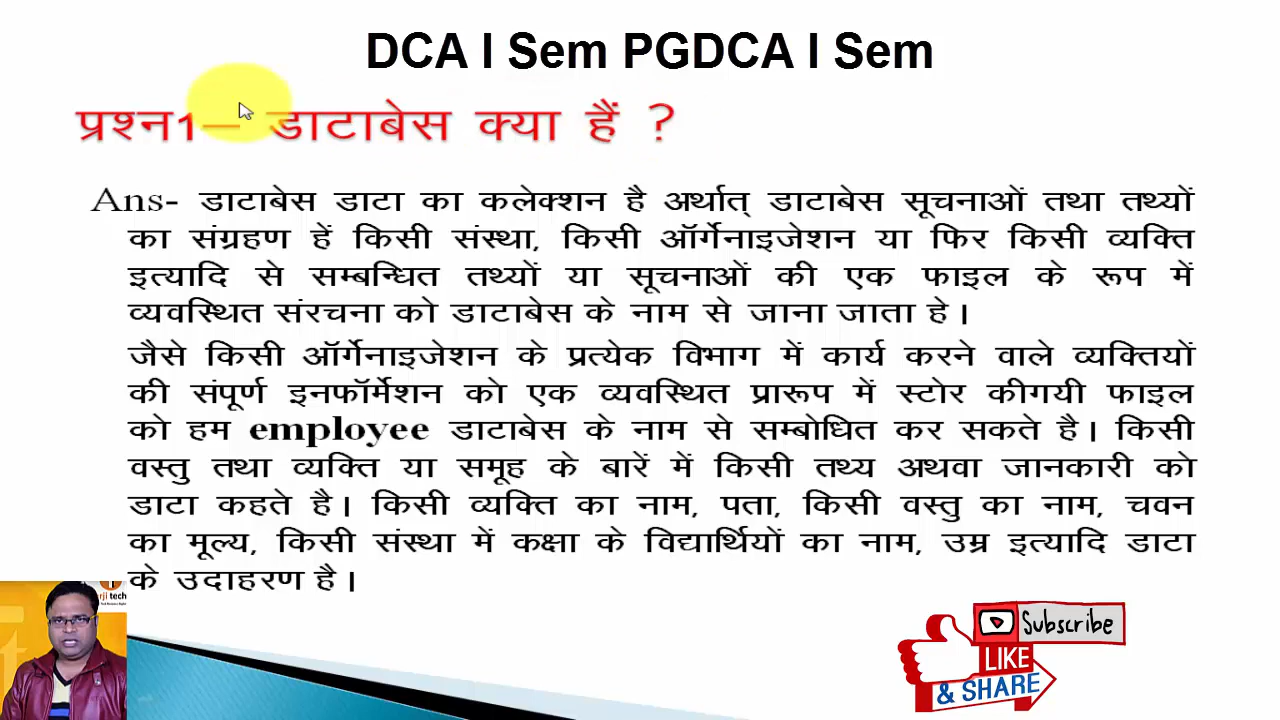 DCA I Sem PGDCA I Sem
प्रश्न1– डाटाबेस क्या हैं ?
Ans- डाटाबेस डाटा का कलेक्शन है अर्थात् डाटाबेस सूचनाओं तथा तथ्यों
का संग्रहण हें किसी संस्था, किसी ऑर्गेनाइजेशन या फिर किसी व्यक्ति
इत्यादि से सम्बन्धित तथ्यों या सूचनाओं की एक फाइल के रूप में
व्यवस्थित संरचना को डाटाबेस के नाम से जाना जाता हे।
जैसे किसी ऑर्गेनाइजेशन के प्रत्येक विभाग में कार्य करने वाले व्यक्तियों
की संपूर्ण इनफॉर्मेशन को एक व्यवस्थित प्रारूप में स्टोर कीगयी फाइल
को हम employee डाटाबेस के नाम से सम्बोधित कर सकते है। किसी
वस्तु तथा व्यक्ति या समूह के बारें में किसी तथ्य अथवा जानकारी को
डाटा कहते है। किसी व्यक्ति का नाम, पता, किसी वस्तु का नाम, चवन
का मूल्य, किसी संस्था में कक्षा के विद्यार्थियों का नाम, उम्र इत्यादि डाटा
के उदाहरण है।
rji tech
Subscribe
LIKE
& SHARE